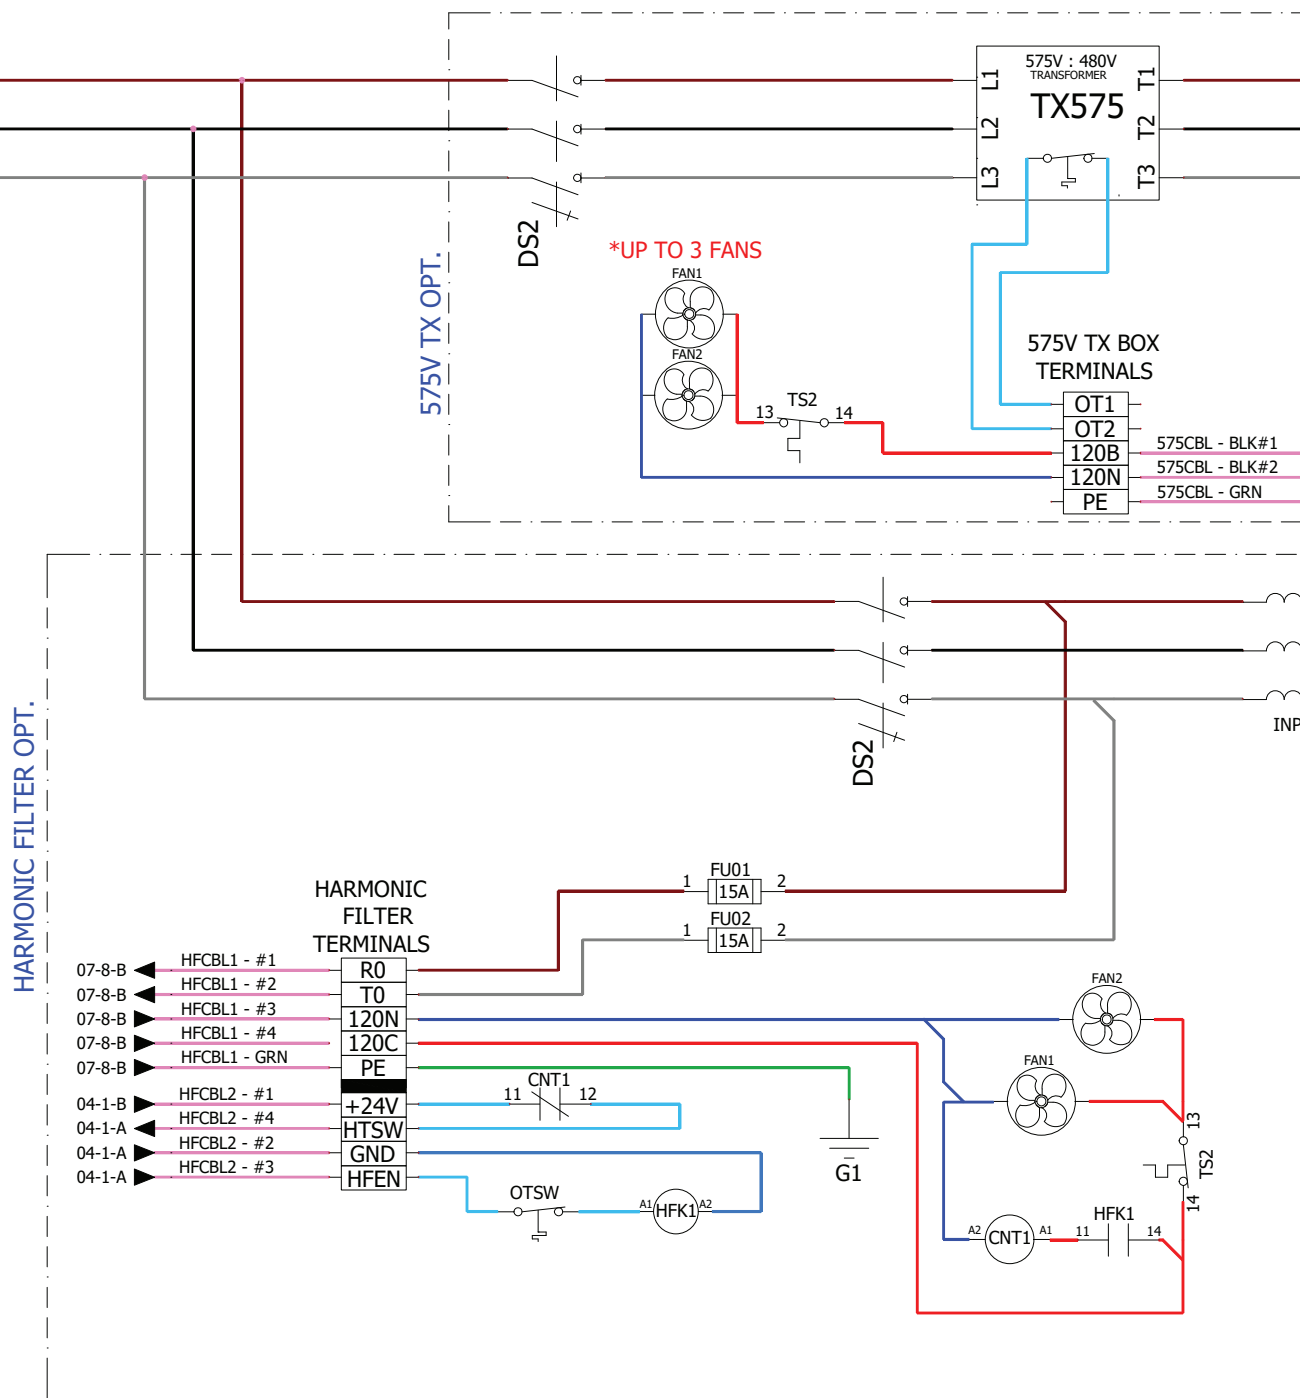 575V : 480V
TRANSFORMER
TX575
L1
L2
L3
T1
T2
T3
DS2
575V TX OPT.
*UP TO 3 FANS
FAN1
FAN2
13
TS2
14
575V TX BOX
TERMINALS
OT1
OT2
120B
575CBL - BLK#1
120N
575CBL - BLK#2
PE
575CBL - GRN
HARMONIC FILTER OPT.
DS2
INP
FU01
1
15A
2
FU02
1
15A
2
HARMONIC
FILTER
TERMINALS
07-8-B
HFCBL1 - #1
R0
07-8-B
HFCBL1 - #2
T0
07-8-B
HFCBL1 - #3
120N
07-8-B
HFCBL1 - #4
120C
07-8-B
HFCBL1 - GRN
PE
04-1-B
HFCBL2 - #1
+24V
04-1-A
HFCBL2 - #4
HTSW
04-1-A
HFCBL2 - #2
GND
04-1-A
HFCBL2 - #3
HFEN
11
CNT1
12
OTSW
A1
HFK1
A2
G1
FAN2
FAN1
13
TS2
14
A2
CNT1
A1
11
HFK1
14